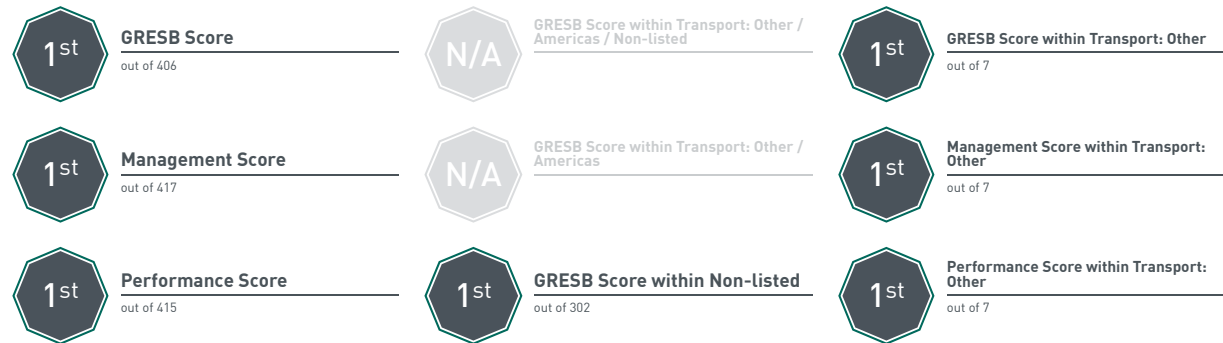 1st
GRESB Score
out of 406
N/A
GRESB Score within Transport: Other /
Americas / Non-listed
1st
GRESB Score within Transport: Other
out of 7
1st
Management Score
out of 417
N/A
GRESB Score within Transport: Other /
Americas
1st
Management Score within Transport:
Other
out of 7
1st
Performance Score
out of 415
1st
GRESB Score within Non-listed
out of 302
1st
Performance Score within Transport:
Other
out of 7